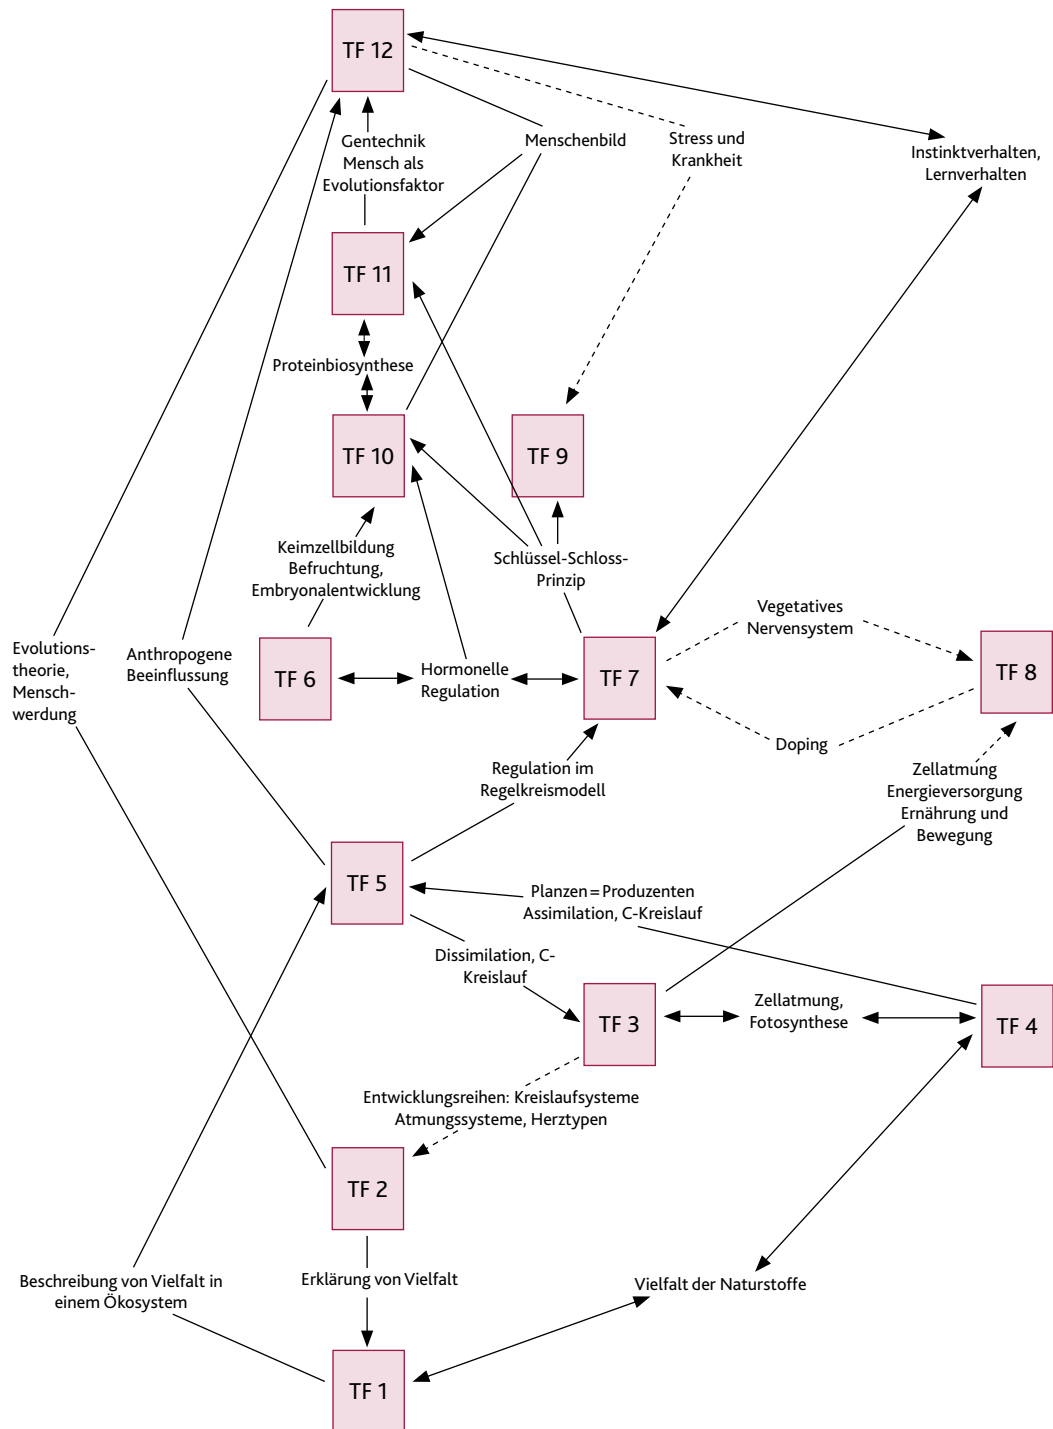 TF 12
Gentechnik
Mensch als
Evolutionsfaktor
Menschenbild
Stress und
Krankheit
Instinktverhalten,
Lernverhalten
TF 11
Proteinbiosynthese
TF 10
TF 9
Keimzellbildung
Befruchtung,
Embryonalentwicklung
Schlüssel-Schloss-
Prinzip
Vegetatives
Nervensystem
Evolutions-
theorie,
Mensch-
werdung
Anthropogene
Beeinflussung
TF 6
Hormonelle
Regulation
TF 7
TF 8
Doping
Regulation im
Regelkreismodell
Zellatmung
Energieversorgung
Ernährung und
Bewegung
TF 5
Planzen = Produzenten
Assimilation, C-Kreislauf
Dissimilation, C-
Kreislauf
TF 3
Zellatmung,
Fotosynthese
TF 4
Entwicklungsreihen: Kreislaufsysteme
Atmungssysteme, Herztypen
TF 2
Beschreibung von Vielfalt in
einem Ökosystem
Erklärung von Vielfalt
Vielfalt der Naturstoffe
TF 1